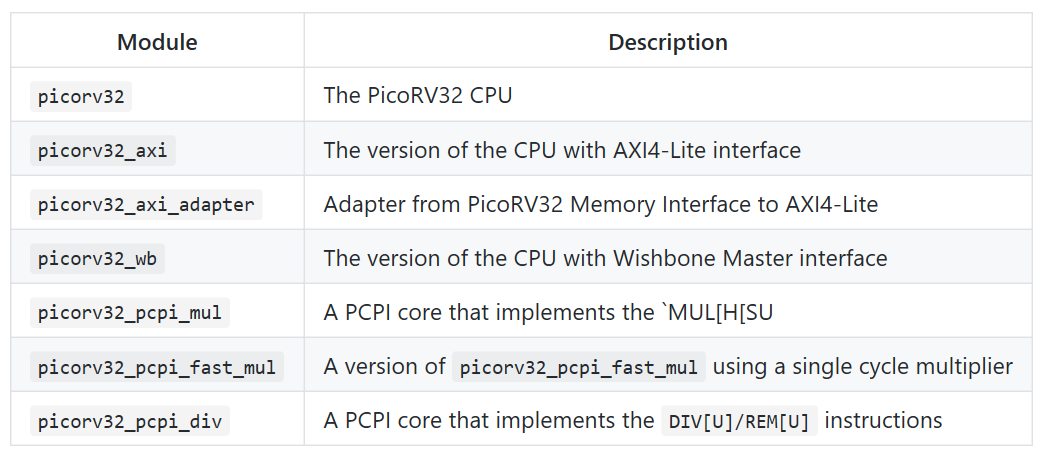 Module Description
picorv32 The PicoRV32 CPU
picorv32_axi The version of the CPU with AXI4-Lite interface
picorv32_axi_adapter Adapter from PicoRV32 Memory Interface to AXI4-Lite
picorv32_wb The version of the CPU with Wishbone Master interface
picorv32_pcpi_mul A PCPI core that implements the `MUL[H[SU
picorv32_pcpi_fast_mul A version of picorv32_pcpi_fast_mul using a single cycle multiplier
picorv32_pcpi_div A PCPI core that implements the DIV[U]/REM[U] instructions